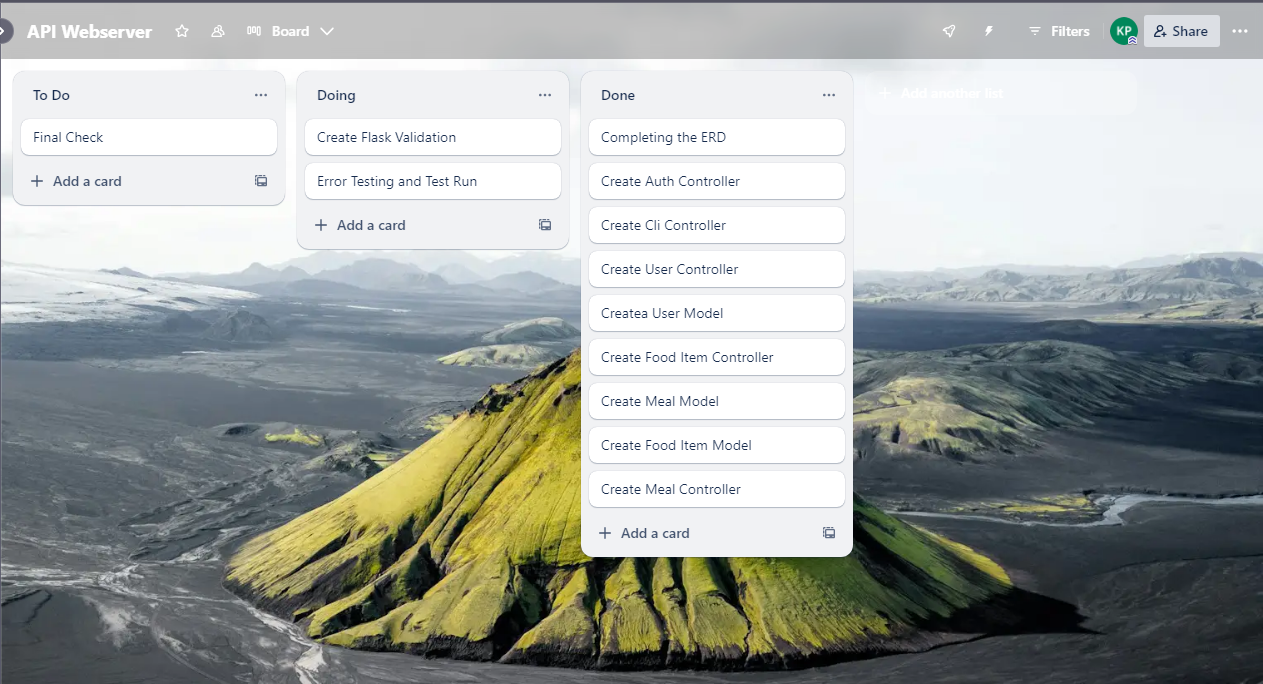 API Webserver
Board
Filters
KP
Share
To Do
Final Check
Add a card
Doing
Create Flask Validation
Error Testing and Test Run
Add a card
Done
Completing the ERD
Create Auth Controller
Create Cli Controller
Create User Controller
Createa User Model
Create Food Item Controller
Create Meal Model
Create Food Item Model
Create Meal Controller
Add a card
Add another list